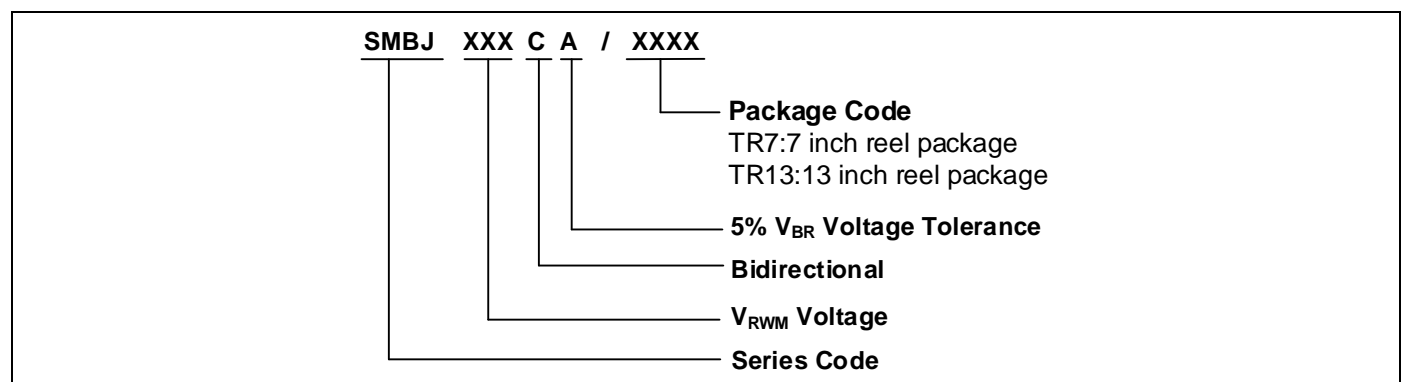 SMBJ XXX C A / XXXX
Package Code
TR7:7 inch reel package
TR13:13 inch reel package
5% VBR Voltage Tolerance
Bidirectional
VRWM Voltage
Series Code